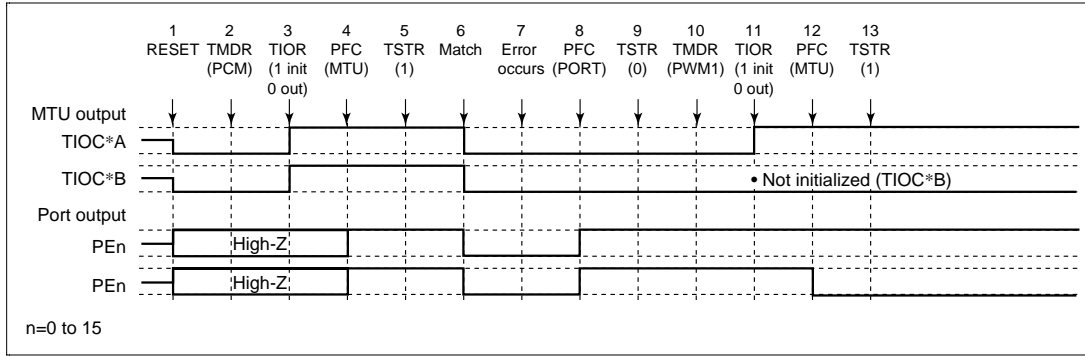 1 2 3 4 5 6 7 8 9 10 11 12 13
RESET TMDR TIOR PFC TSTR Match Error PFC TSTR TMDR TIOR PFC TSTR
(PCM) (1 init (MTU) (1) occurs (PORT) (0) (PWM1) (1 init (MTU) (1)
0 out) 0 out)
MTU output
TIOC*A
TIOC*B • Not initialized (TIOC*B)
Port output
PEn High-Z
PEn High-Z
n=0 to 15